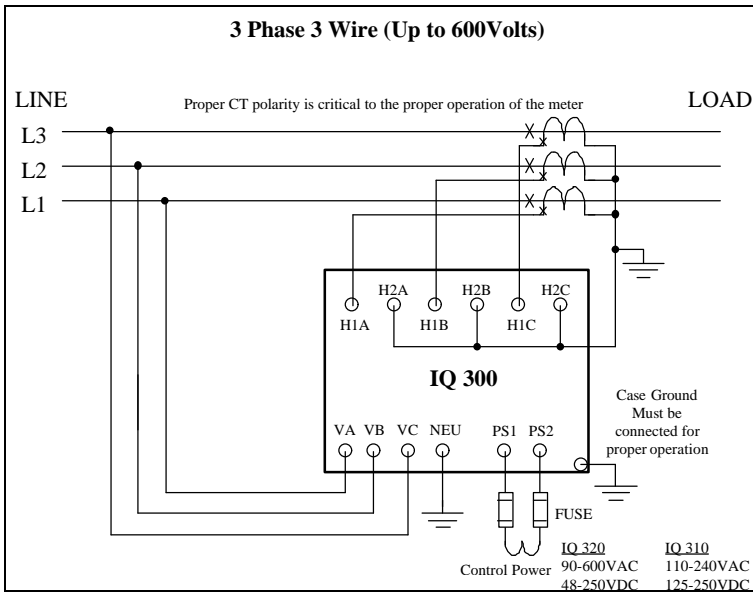 3 Phase 3 Wire (Up to 600Volts)
LINE
Proper CT polarity is critical to the proper operation of the meter
LOAD
L3
L2
L1
H2A
H2B
H2C
H1A
H1B
H1C
IQ 300
Case Ground
Must be
connected for
proper operation
VA
VB
VC
NEU
PS1
PS2
FUSE
Control Power
IQ 320
90-600VAC
48-250VDC
IQ 310
110-240VAC
125-250VDC